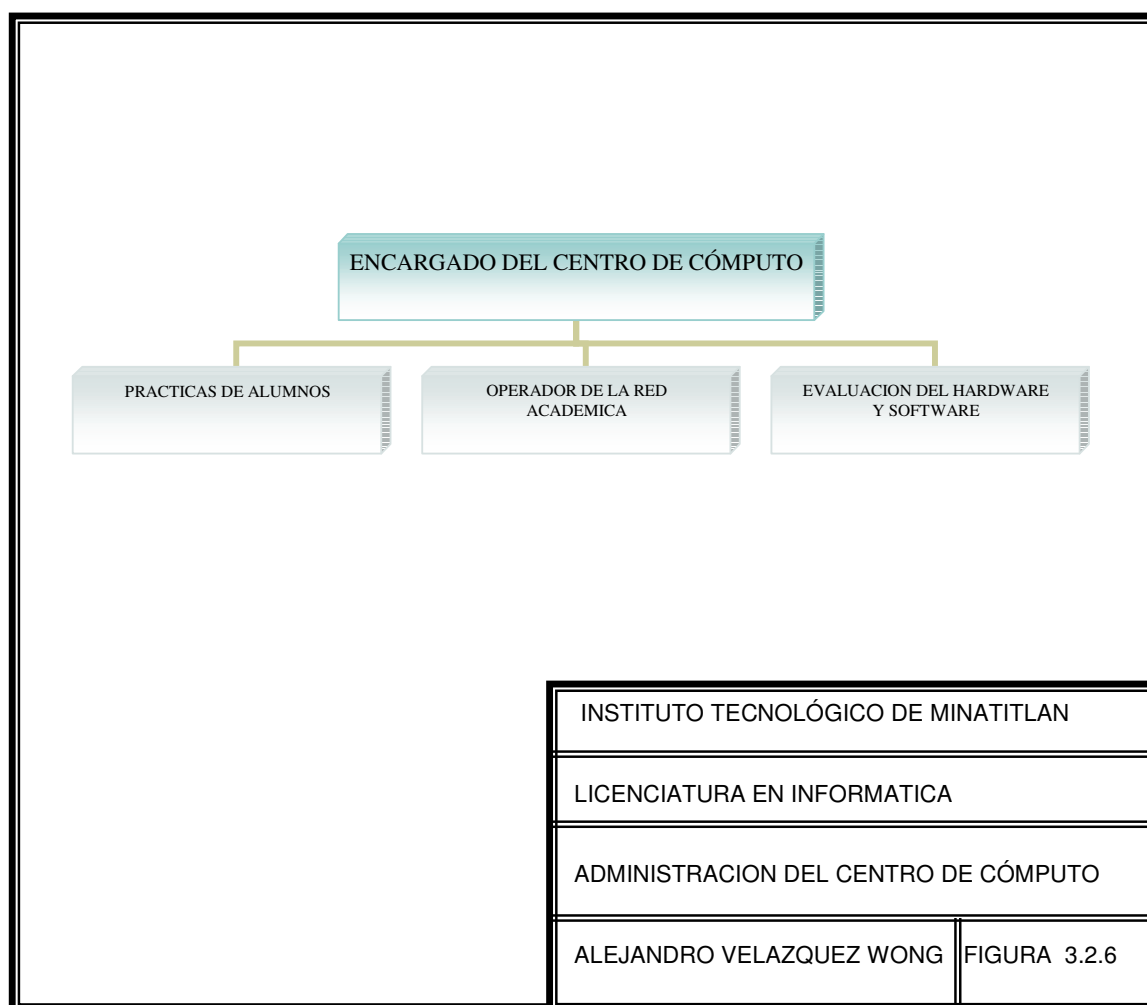 ENCARGADO DEL CENTRO DE CÓMPUTO
PRACTICAS DE ALUMNOS
OPERADOR DE LA RED
ACADEMICA
EVALUACION DEL HARDWARE
Y SOFTWARE
INSTITUTO TECNOLÓGICO DE MINATITLAN
LICENCIATURA EN INFORMATICA
ADMINISTRACION DEL CENTRO DE CÓMPUTO
ALEJANDRO VELAZQUEZ WONG
FIGURA 3.2.6